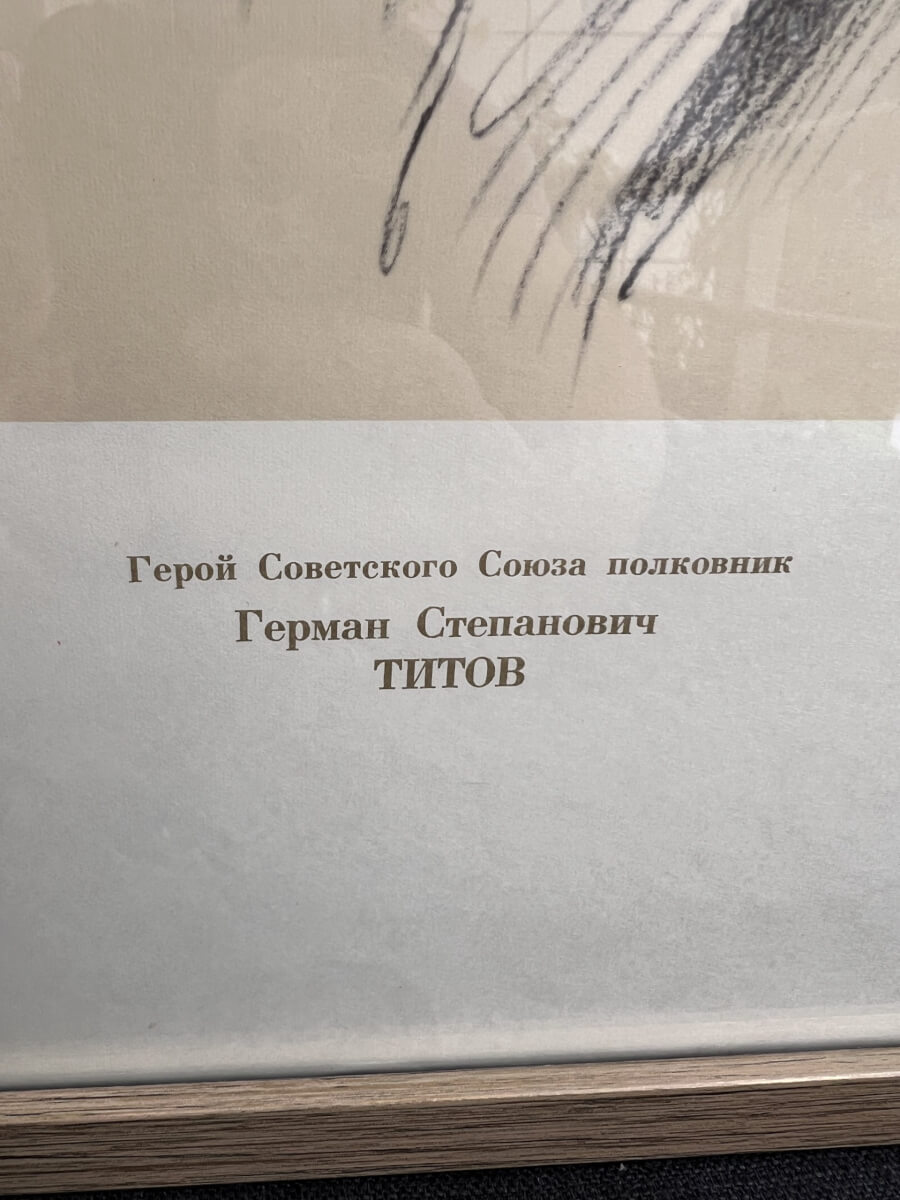 Герой Советского Союза полковник
Герман Степанович
ТИТОВ